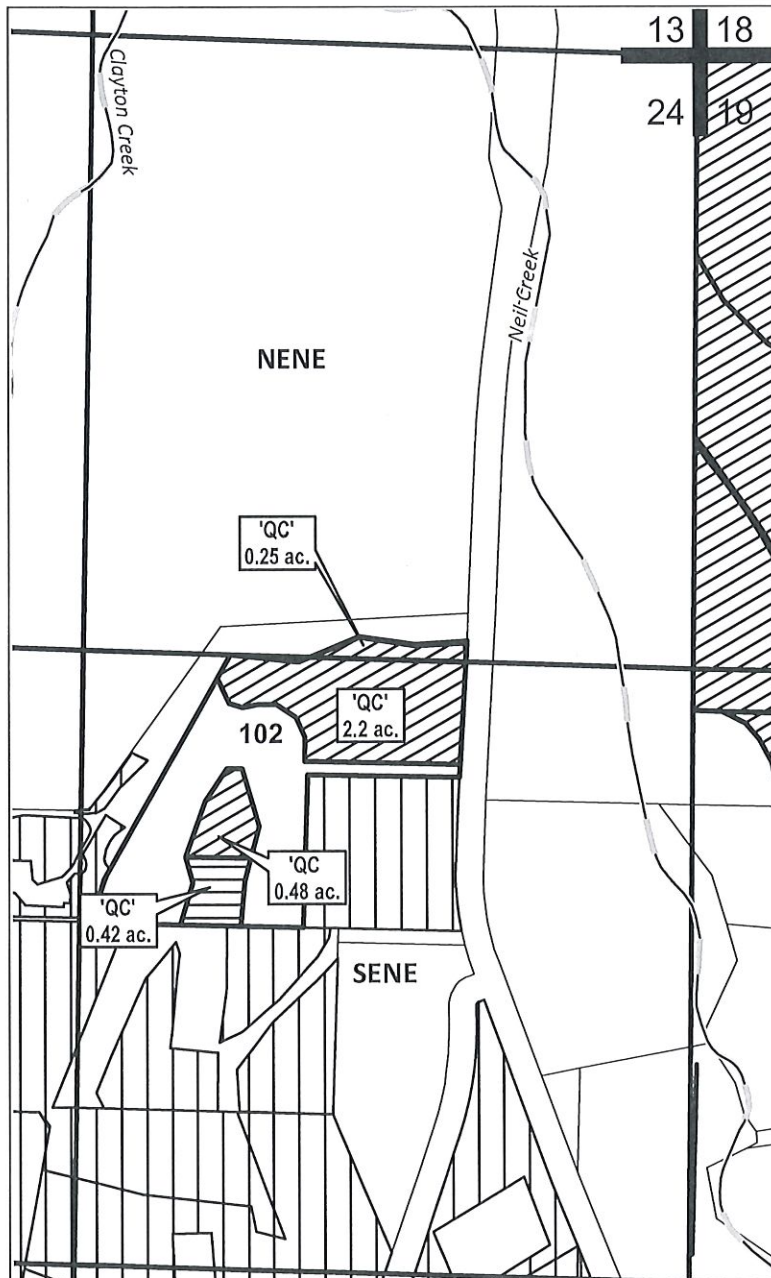 13 18
24 19
Clayton Creek
Neil Creek
NENE
'QC'
0.25 ac.
'QC'
2.2 ac.
102
'QC
0.48 ac.
'QC'
0.42 ac.
SENE